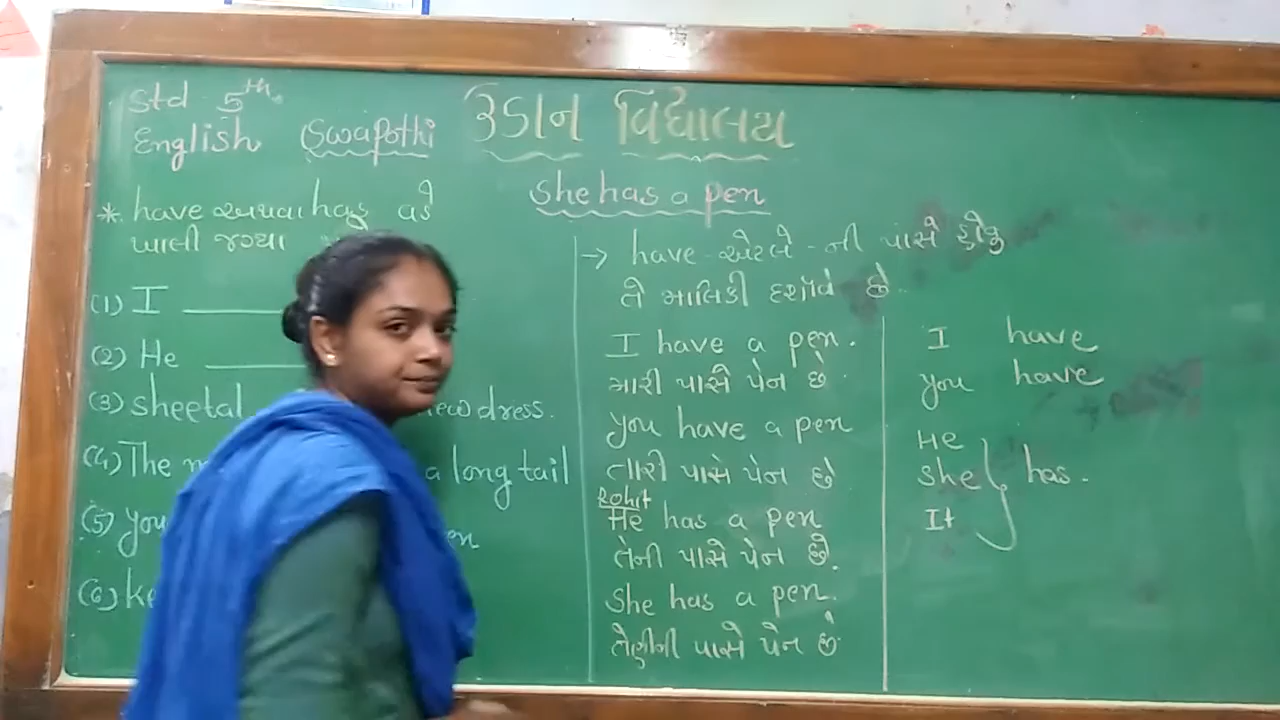 Std 5th
English (Swapothi
રૂડાન વિદ્યાલય
She has a pen
* have અથવા has
ખાલી જગ્યા
(1) I ______
(2) He ______
(3) sheetal ew dress.
(4) The m a long tail
(5) you en
(6) Ke
→ have એટલે - ની પાસે હોવું
તે માલિકી દર્શાવે છે.
I have a pen.
મારી પાસે પેન છે.
you have a pen
તારી પાસે પેન છે
Rohit
He has a pen
તેની પાસે પેન છે.
She has a pen.
તેણીની પાસે પેન છે.
I have
you have
He
She } has.
It